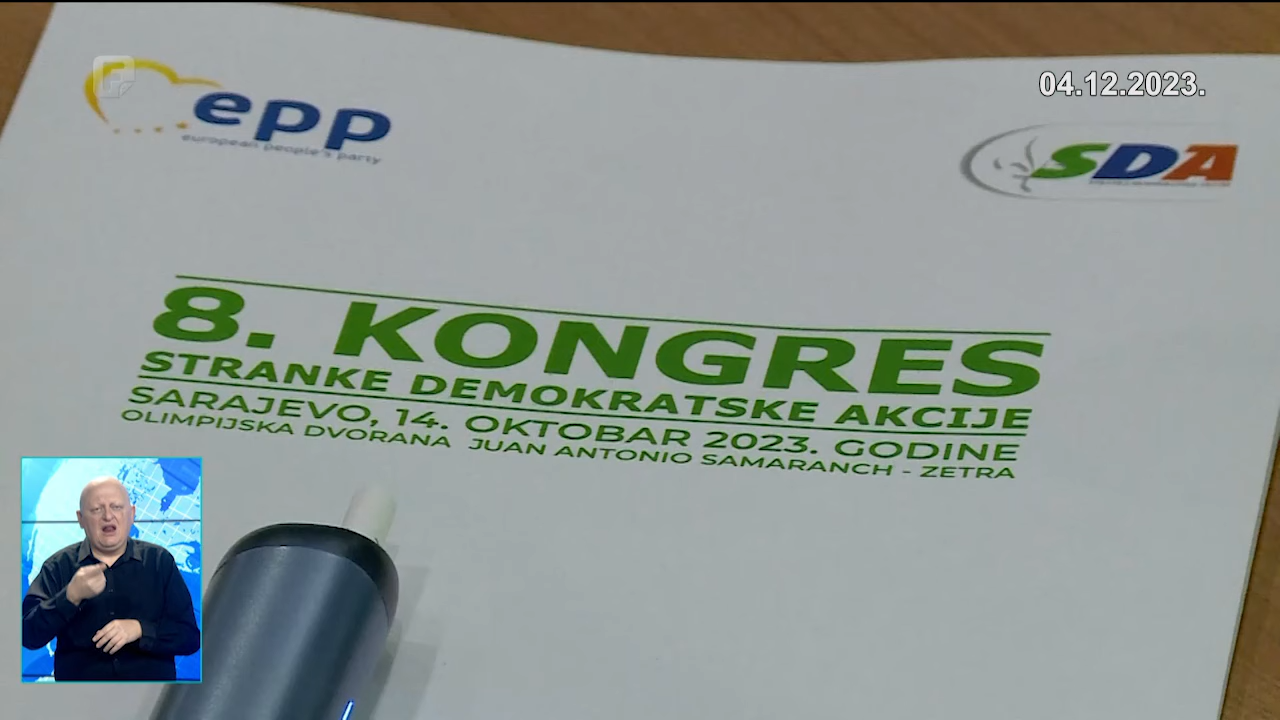 04.12.2023.
epp
european people's party
SDA
8. KONGRES
STRANKE DEMOKRATSKE AKCIJE
SARAJEVO, 14. OKTOBAR 2023. GODINE
OLIMPIJSKA DVORANA JUAN ANTONIO SAMARANCH - ZETRA